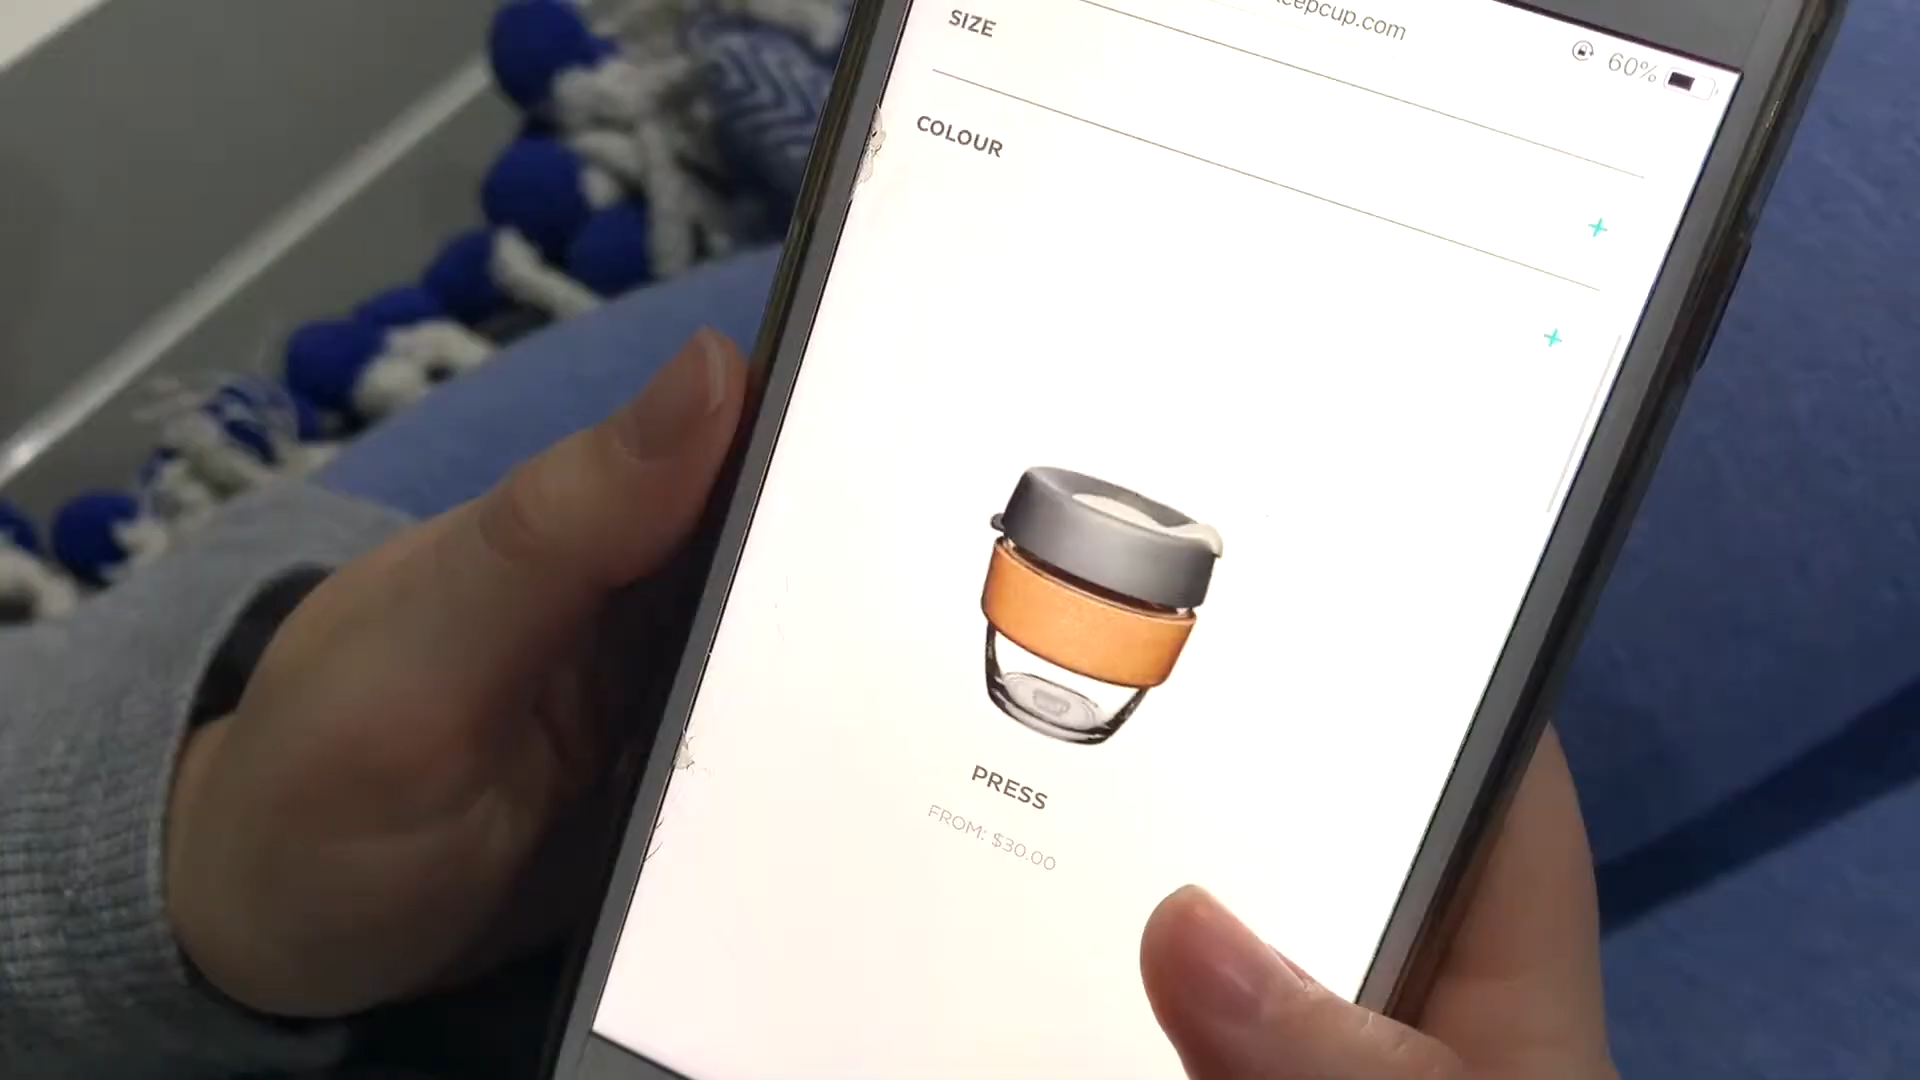 eepcup.com
60%
SIZE
COLOUR
+
+
PRESS
FROM: $30.00